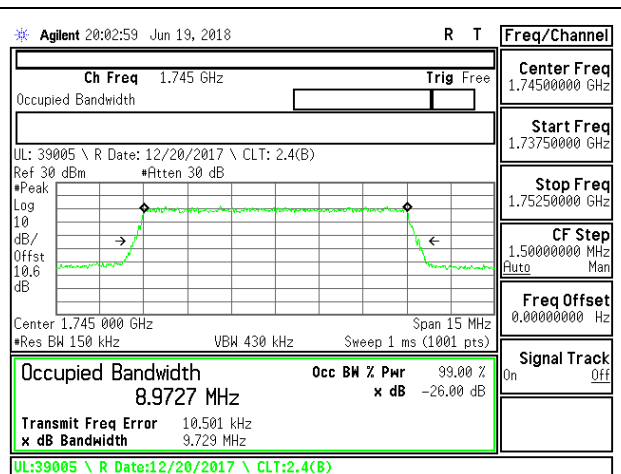 Agilent 20:02:59 Jun 19, 2018 R T Freq/Channel
Ch Freq 1.745 GHz Trig Free
Occupied Bandwidth
Center Freq
1.74500000 GHz
Start Freq
1.73750000 GHz
UL: 39005 \ R Date: 12/20/2017 \ CLT: 2.4(B)
Ref 30 dBm #Atten 30 dB
#Peak
Log
10
dB/
Offst
10.6
dB
Stop Freq
1.75250000 GHz
CF Step
1.50000000 MHz
Auto Man
Freq Offset
0.00000000 Hz
Center 1.745 000 GHz Span 15 MHz
#Res BW 150 kHz VBW 430 kHz Sweep 1 ms (1001 pts)
Signal Track
On Off
Occupied Bandwidth Occ BW % Pwr 99.00 %
8.9727 MHz x dB -26.00 dB
Transmit Freq Error 10.501 kHz
x dB Bandwidth 9.729 MHz
UL:39005 \ R Date:12/20/2017 \ CLT:2.4(B)